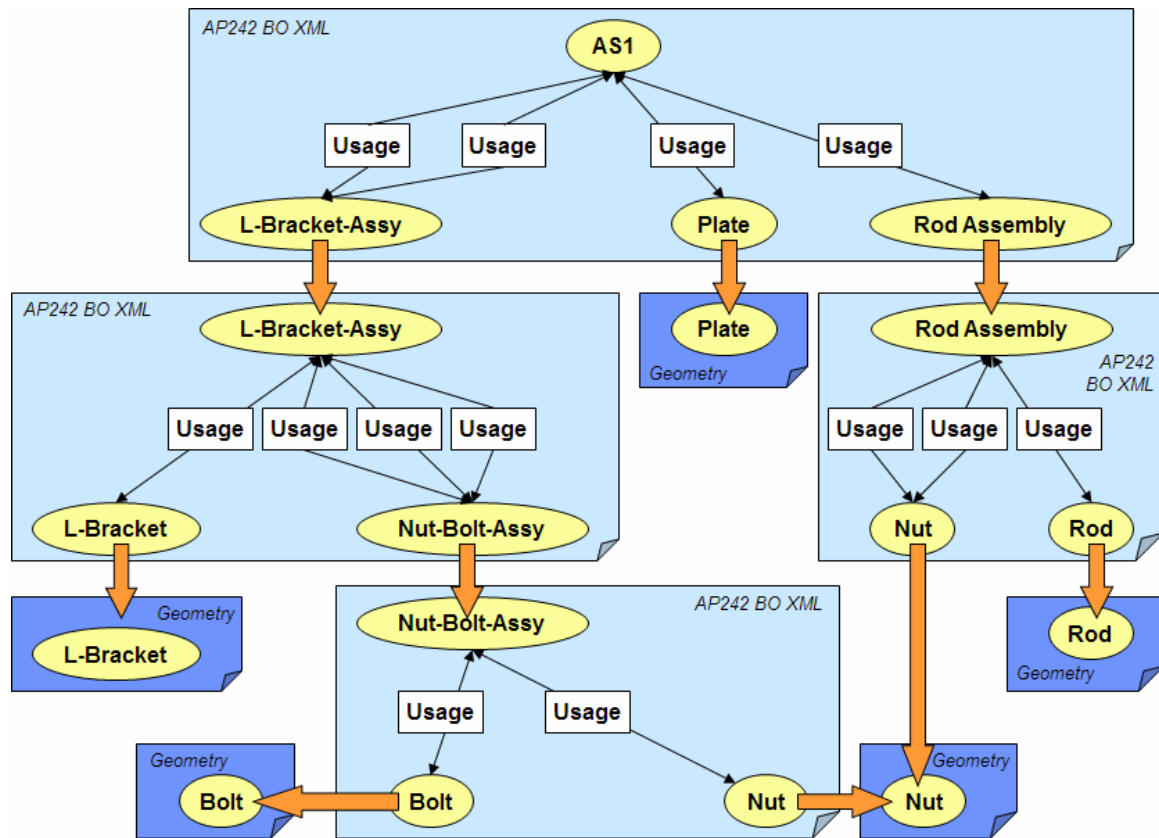 AP242 BO XML
AS1
Usage
Usage
Usage
Usage
L-Bracket-Assy
Plate
Rod Assembly
AP242 BO XML
L-Bracket-Assy
Plate
Geometry
Rod Assembly
AP242
BO XML
Usage
Usage
Usage
Usage
Usage
Usage
Usage
L-Bracket
Nut-Bolt-Assy
Nut
Rod
Geometry
L-Bracket
AP242 BO XML
Nut-Bolt-Assy
Rod
Geometry
Usage
Usage
Geometry
Bolt
Bolt
Nut
Geometry
Nut